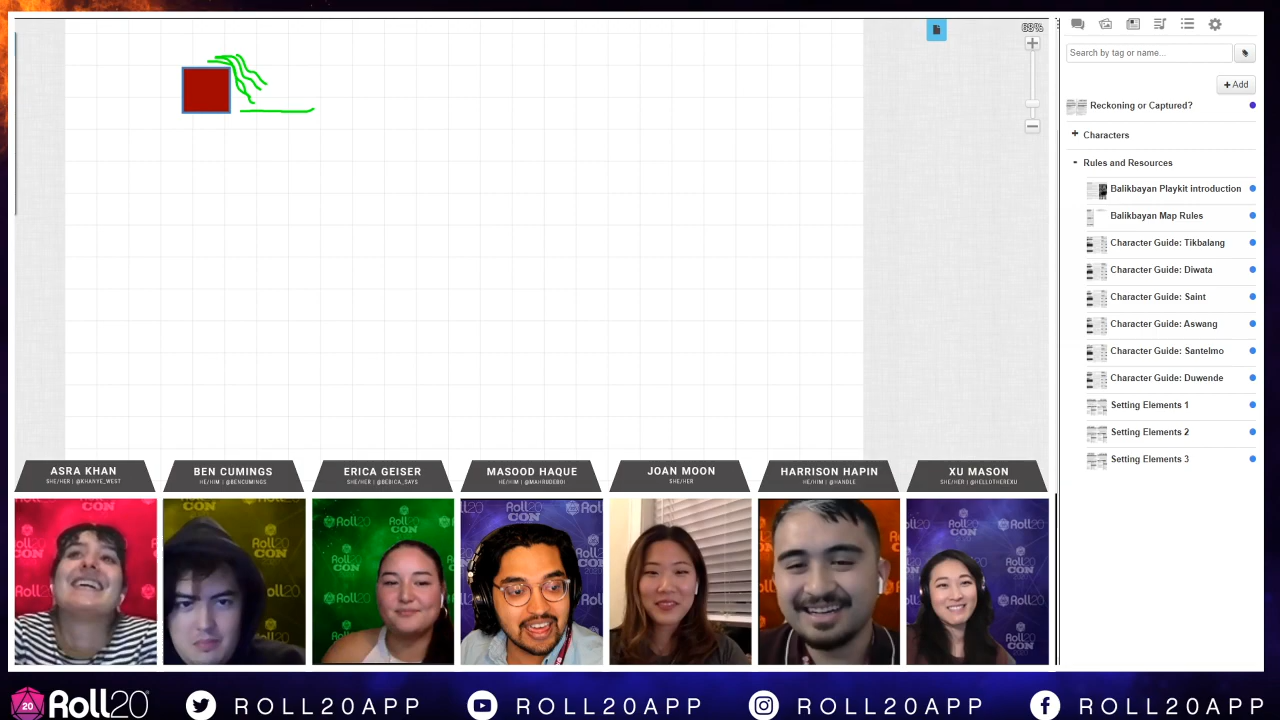 68%
Search by tag or name...
+ Add
Reckoning or Captured?
Characters
Rules and Resources
Balikbayan Playkit introduction
Balikbayan Map Rules
Character Guide: Tikbalang
Character Guide: Diwata
Character Guide: Saint
Character Guide: Aswang
Character Guide: Santelmo
Character Guide: Duwende
Setting Elements 1
Setting Elements 2
Setting Elements 3
ASRA KHAN
SHE/HER | @KHANYE_WEST
BEN CUMINGS
HE/HIM | @BENCUMINGS
ERICA GEISER
SHE/HER | @BEBICA_SAYS
MASOOD HAQUE
HE/HIM
JOAN MOON
SHE/HER
HARRISON HAPIN
HE/HIM | @HANDLE
XU MASON
SHE/HER | @HELLOTHEREXU
Roll20
CON
20 Roll20
ROLL20APP
ROLL20APP
ROLL20APP
ROLL20APP